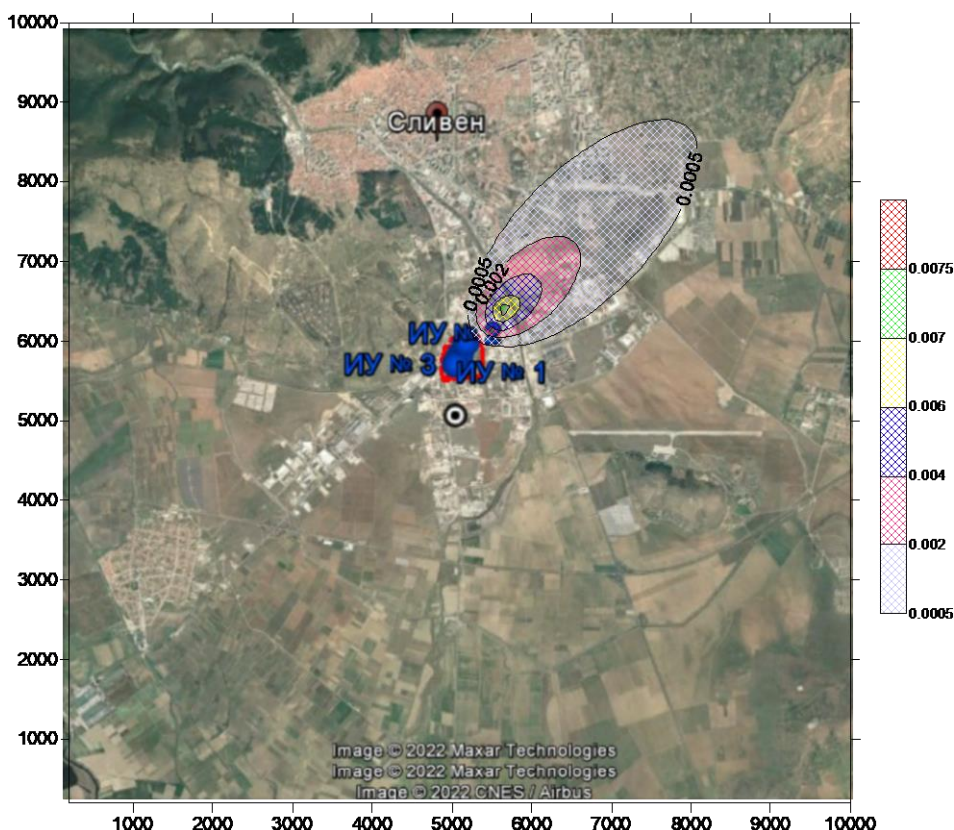 10000
9000
8000
7000
6000
5000
4000
3000
2000
1000
Сливен
0.0005
0.0005
0.002
ИУ № 2
ИУ № 3
ИУ № 1
0.0075
0.007
0.006
0.004
0.002
0.0005
Image © 2022 Maxar Technologies
Image © 2022 Maxar Technologies
Image © 2022 CNES / Airbus
1000 2000 3000 4000 5000 6000 7000 8000 9000 10000